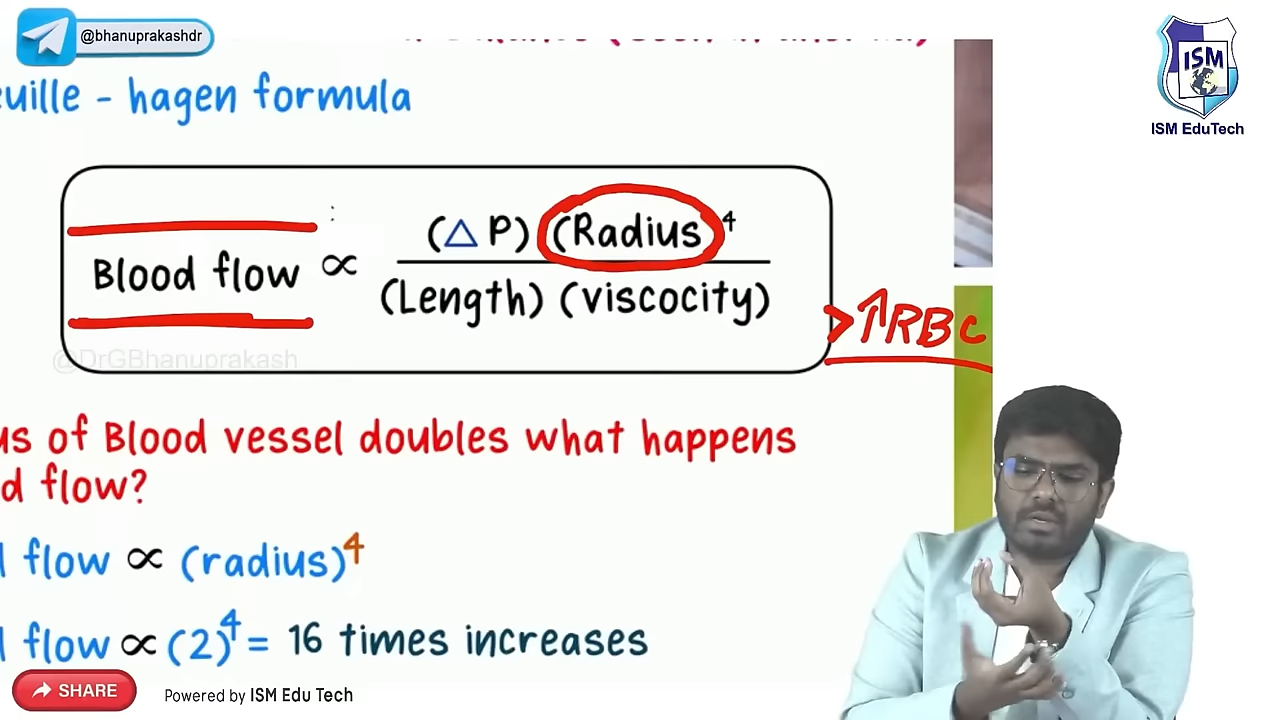 @bhanuprakashdr
ISM
ISM EduTech
euille - hagen formula
Blood flow ∝ (△ P) (Radius 4
(Length) (viscocity)
>↑RBC
@DrGBhanuprakash
us of Blood vessel doubles what happens
d flow?
flow ∝ (radius)4
flow ∝ (2)4 = 16 times increases
SHARE
Powered by ISM Edu Tech